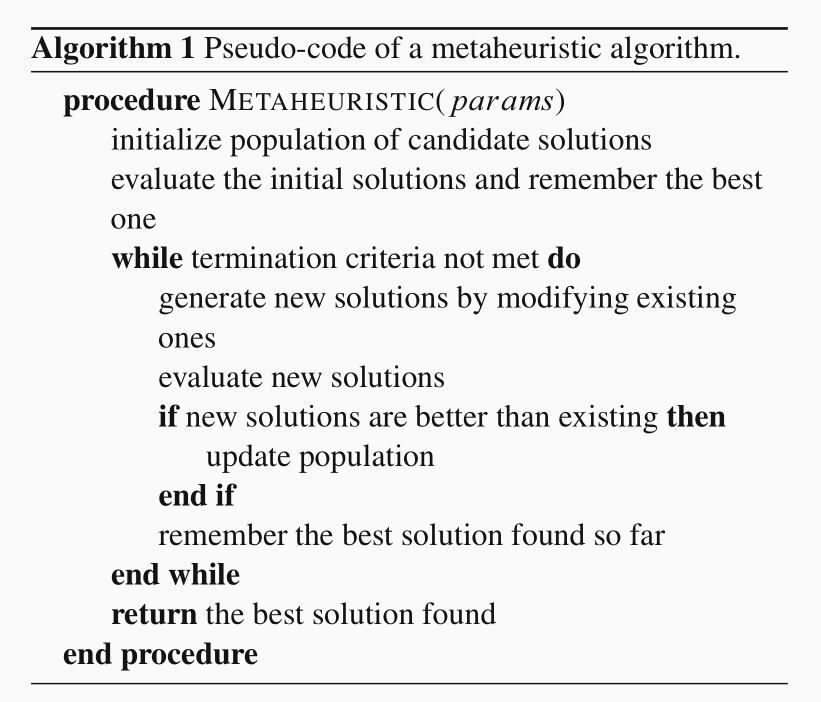 Algorithm 1 Pseudo-code of a metaheuristic algorithm.
procedure METAHEURISTIC(params)
initialize population of candidate solutions
evaluate the initial solutions and remember the best
one
while termination criteria not met do
generate new solutions by modifying existing
ones
evaluate new solutions
if new solutions are better than existing then
update population
end if
remember the best solution found so far
end while
return the best solution found
end procedure